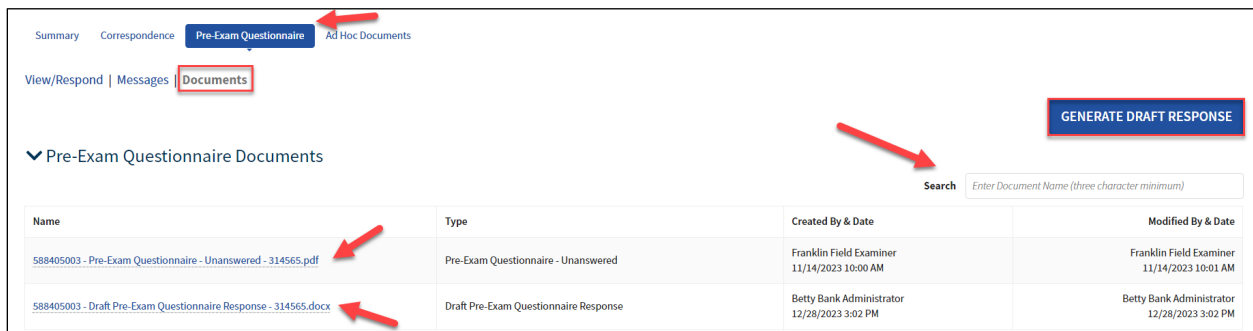 Summary Correspondence Pre-Exam Questionnaire Ad Hoc Documents
View/Respond | Messages | Documents
GENERATE DRAFT RESPONSE
Pre-Exam Questionnaire Documents
Search Enter Document Name (three character minimum)
Name Type Created By & Date Modified By & Date
588405003 - Pre-Exam Questionnaire - Unanswered - 314565.pdf Pre-Exam Questionnaire - Unanswered Franklin Field Examiner Franklin Field Examiner
11/14/2023 10:00 AM 11/14/2023 10:01 AM
588405003 - Draft Pre-Exam Questionnaire Response - 314565.docx Draft Pre-Exam Questionnaire Response Betty Bank Administrator Betty Bank Administrator
12/28/2023 3:02 PM 12/28/2023 3:02 PM